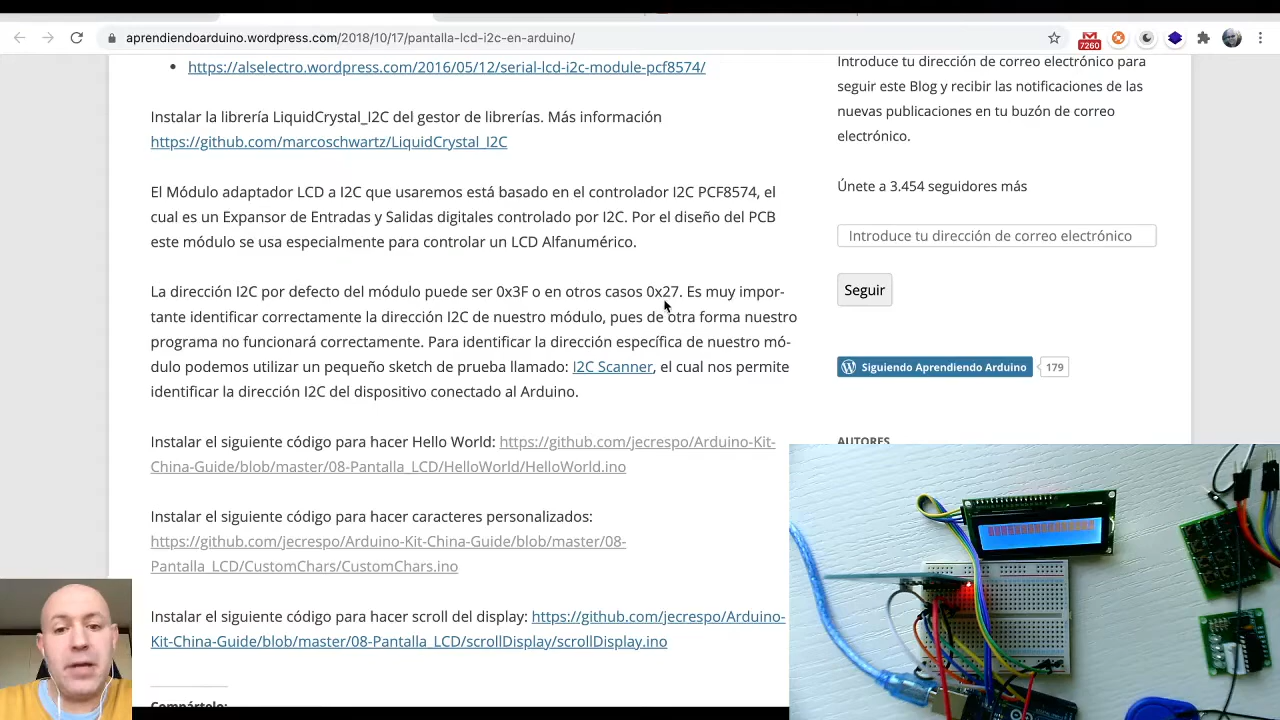 aprendiendoarduino.wordpress.com/2018/10/17/pantalla-lcd-i2c-en-arduino/
7260
https://alselectro.wordpress.com/2016/05/12/serial-lcd-i2c-module-pcf8574/
Instalar la librería LiquidCrystal_I2C del gestor de librerías. Más información
https://github.com/marcoschwartz/LiquidCrystal_I2C
El Módulo adaptador LCD a I2C que usaremos está basado en el controlador I2C PCF8574, el
cual es un Expansor de Entradas y Salidas digitales controlado por I2C. Por el diseño del PCB
este módulo se usa especialmente para controlar un LCD Alfanumérico.
La dirección I2C por defecto del módulo puede ser 0x3F o en otros casos 0x27. Es muy impor-
tante identificar correctamente la dirección I2C de nuestro módulo, pues de otra forma nuestro
programa no funcionará correctamente. Para identificar la dirección específica de nuestro mó-
dulo podemos utilizar un pequeño sketch de prueba llamado: I2C Scanner, el cual nos permite
identificar la dirección I2C del dispositivo conectado al Arduino.
Instalar el siguiente código para hacer Hello World: https://github.com/jecrespo/Arduino-Kit-
China-Guide/blob/master/08-Pantalla_LCD/HelloWorld/HelloWorld.ino
Instalar el siguiente código para hacer caracteres personalizados:
https://github.com/jecrespo/Arduino-Kit-China-Guide/blob/master/08-
Pantalla_LCD/CustomChars/CustomChars.ino
Instalar el siguiente código para hacer scroll del display: https://github.com/jecrespo/Arduino-
Kit-China-Guide/blob/master/08-Pantalla_LCD/scrollDisplay/scrollDisplay.ino
Compártelo:
Introduce tu dirección de correo electrónico para
seguir este Blog y recibir las notificaciones de las
nuevas publicaciones en tu buzón de correo
electrónico.
Únete a 3.454 seguidores más
Introduce tu dirección de correo electrónico
Seguir
Siguiendo Aprendiendo Arduino
179
AUTORES